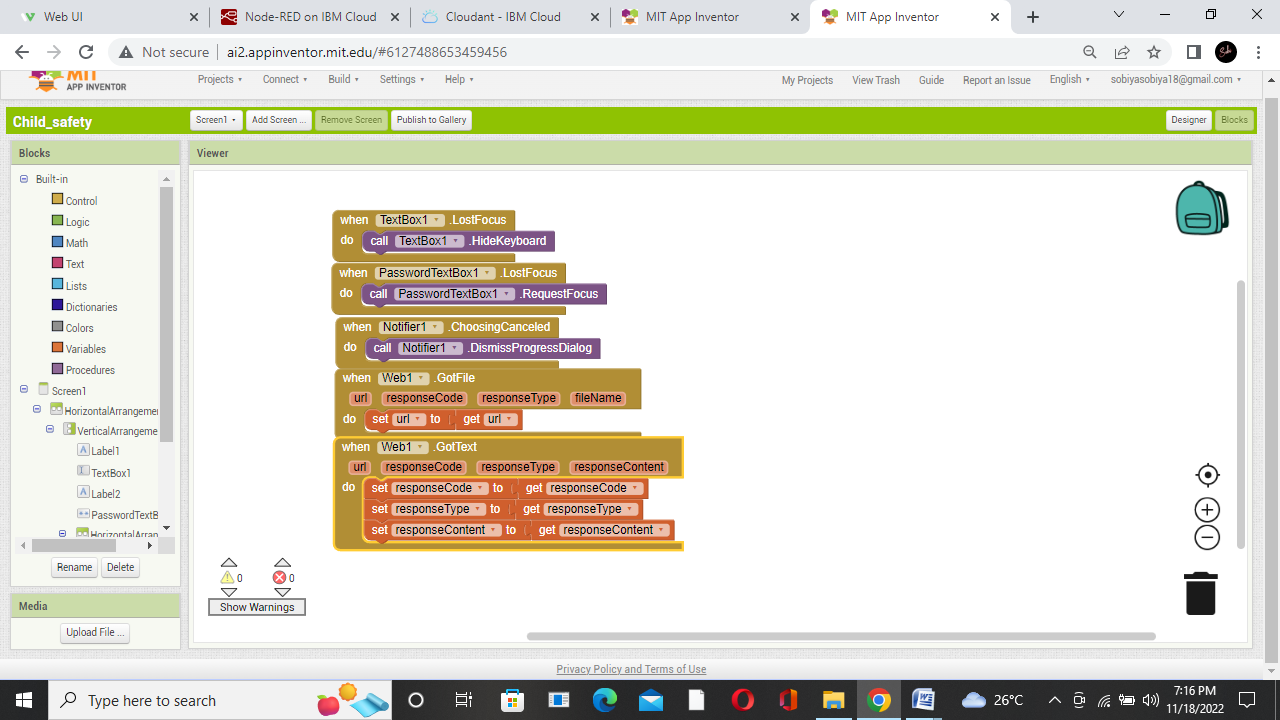 Web UI
Node-RED on IBM Cloud
Cloudant - IBM Cloud
MIT App Inventor
MIT App Inventor
Not secure
ai2.appinventor.mit.edu/#6127488653459456
MIT
APP INVENTOR
Projects
Connect
Build
Settings
Help
My Projects
View Trash
Guide
Report an Issue
English
sobiyasobiya18@gmail.com
Child_safety
Screen1
Add Screen ...
Remove Screen
Publish to Gallery
Designer
Blocks
Blocks
Built-in
Control
Logic
Math
Text
Lists
Dictionaries
Colors
Variables
Procedures
Screen1
HorizontalArrangemen
VerticalArrangeme
Label1
TextBox1
Label2
PasswordTextB
HorizontalArran
Rename
Delete
Media
Upload File ...
Viewer
when TextBox1 .LostFocus
do call TextBox1 .HideKeyboard
when PasswordTextBox1 .LostFocus
do call PasswordTextBox1 .RequestFocus
when Notifier1 .ChoosingCanceled
do call Notifier1 .DismissProgressDialog
when Web1 .GotFile
url responseCode responseType fileName
do set url to get url
when Web1 .GotText
url responseCode responseType responseContent
do set responseCode to get responseCode
set responseType to get responseType
set responseContent to get responseContent
0 0
Show Warnings
Privacy Policy and Terms of Use
Type here to search
26°C
7:16 PM
11/18/2022